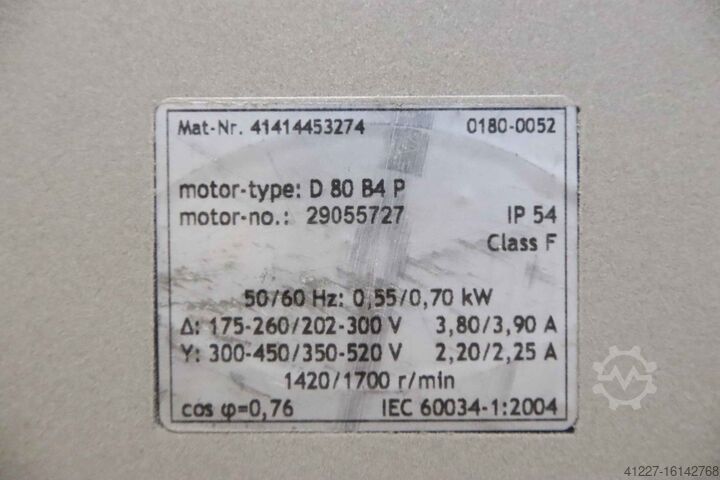 Mat-Nr. 41414453274 0180-0052
motor-type: D 80 B4 P
motor-no.: 29055727 IP 54
Class F
50/60 Hz: 0,55/0,70 kW
Δ: 175-260/202-300 V 3,80/3,90 A
Y: 300-450/350-520 V 2,20/2,25 A
1420/1700 r/min
cos φ=0,76 IEC 60034-1:2004
41227-16142768